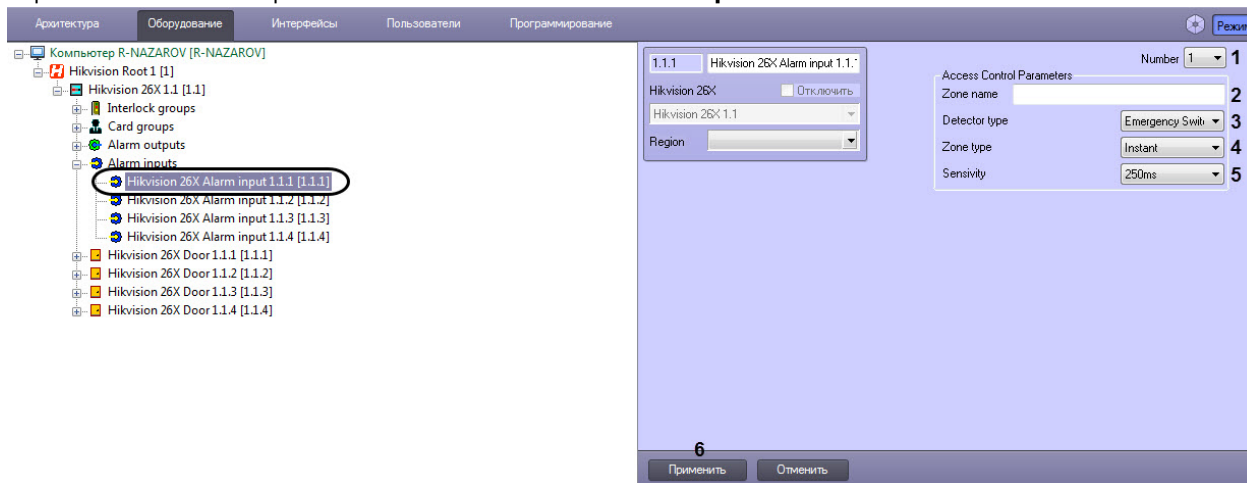 Архитектура Оборудование Интерфейсы Пользователи Программирование Режим
Компьютер R-NAZAROV [R-NAZAROV]
Hikvision Root 1 [1]
Hikvision 26X 1.1 [1.1]
Interlock groups
Card groups
Alarm outputs
Alarm inputs
Hikvision 26X Alarm input 1.1.1 [1.1.1]
Hikvision 26X Alarm input 1.1.2 [1.1.2]
Hikvision 26X Alarm input 1.1.3 [1.1.3]
Hikvision 26X Alarm input 1.1.4 [1.1.4]
Hikvision 26X Door 1.1.1 [1.1.1]
Hikvision 26X Door 1.1.2 [1.1.2]
Hikvision 26X Door 1.1.3 [1.1.3]
Hikvision 26X Door 1.1.4 [1.1.4]
1.1.1 Hikvision 26X Alarm input 1.1.
Hikvision 26X Отключить
Hikvision 26X 1.1
Region
Number 1 1
Access Control Parameters
Zone name 2
Detector type Emergency Swit 3
Zone type Instant 4
Sensivity 250ms 5
6
Применить Отменить